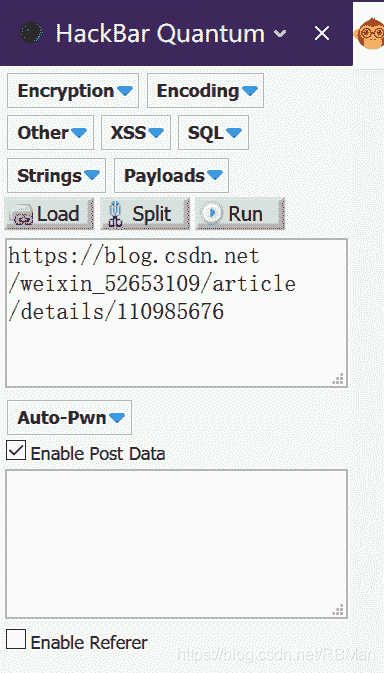 HackBar Quantum
Encryption Encoding
Other XSS SQL
Strings Payloads
Load Split Run
https://blog.csdn.net
/weixin_52653109/article
/details/110985676
Auto-Pwn
Enable Post Data
Enable Referer
https://blog.csdn.net/RBMan